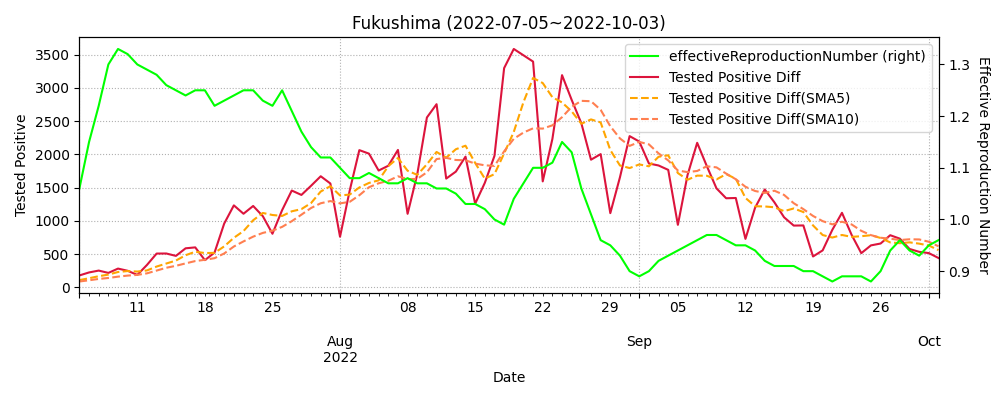 Fukushima (2022-07-05~2022-10-03)
effectiveReproductionNumber (right)
Tested Positive Diff
Tested Positive Diff(SMA5)
Tested Positive Diff(SMA10)
Tested Positive
3500
3000
2500
2000
1500
1000
500
0
1.3
1.2
1.1
1.0
0.9
Effective Reproduction Number
11 18 25 08 15 22 29 05 12 19 26
Aug Sep Oct
2022
Date